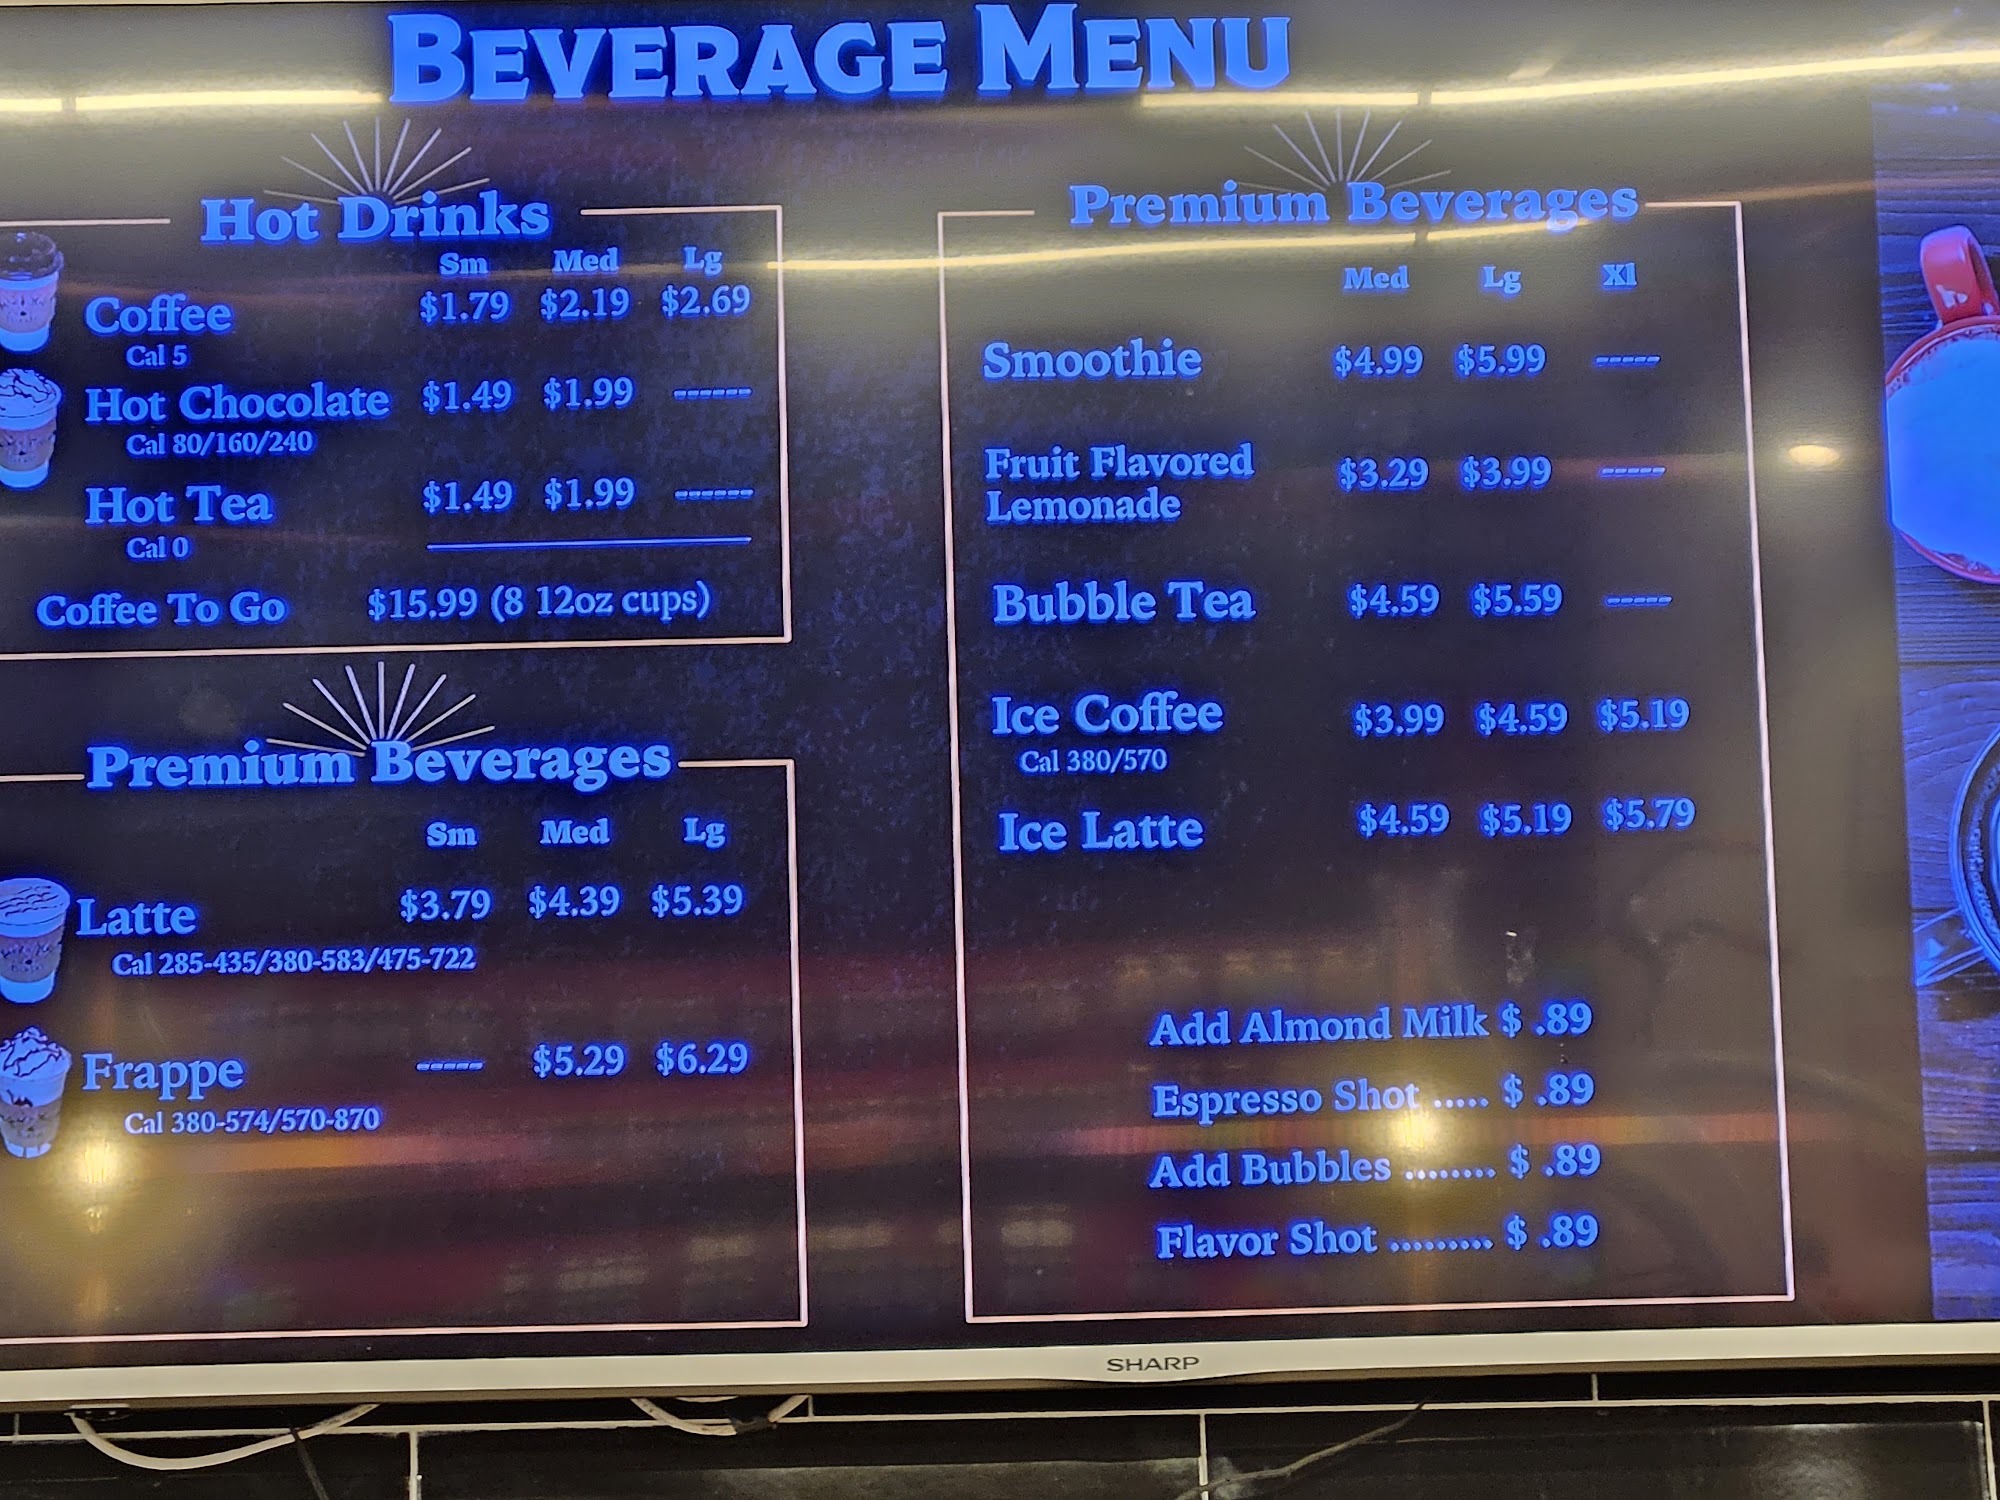 BEVERAGE MENU
Hot Drinks
Sm Med Lg
Coffee $1.79 $2.19 $2.69
Cal 5
Hot Chocolate $1.49 $1.99 ------
Cal 80/160/240
Hot Tea $1.49 $1.99 ------
Cal 0
Coffee To Go $15.99 (8 12oz cups)
Premium Beverages
Sm Med Lg
Latte $3.79 $4.39 $5.39
Cal 285-435/380-583/475-722
Frappe ----- $5.29 $6.29
Cal 380-574/570-870
Premium Beverages
Med Lg Xl
Smoothie $4.99 $5.99 -----
Fruit Flavored
Lemonade $3.29 $3.99 -----
Bubble Tea $4.59 $5.59 -----
Ice Coffee $3.99 $4.59 $5.19
Cal 380/570
Ice Latte $4.59 $5.19 $5.79
Add Almond Milk $ .89
Espresso Shot ..... $ .89
Add Bubbles ........ $ .89
Flavor Shot ......... $ .89
SHARP